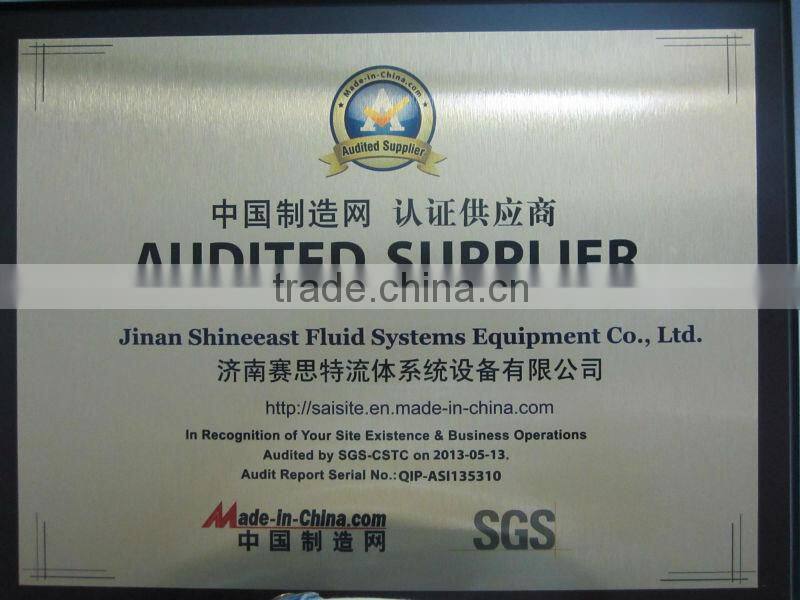 Made-in-China.com
Audited Supplier
中国制造网 认证供应商
AUDITED SUPPLIER
trade.china.cn
Jinan Shineeast Fluid Systems Equipment Co., Ltd.
济南赛思特流体系统设备有限公司
http://saisite.en.made-in-china.com
In Recognition of Your Site Existence & Business Operations
Audited by SGS-CSTC on 2013-05-13.
Audit Report Serial No.: QIP-ASI135310
Made-in-China.com
中国制造网
SGS